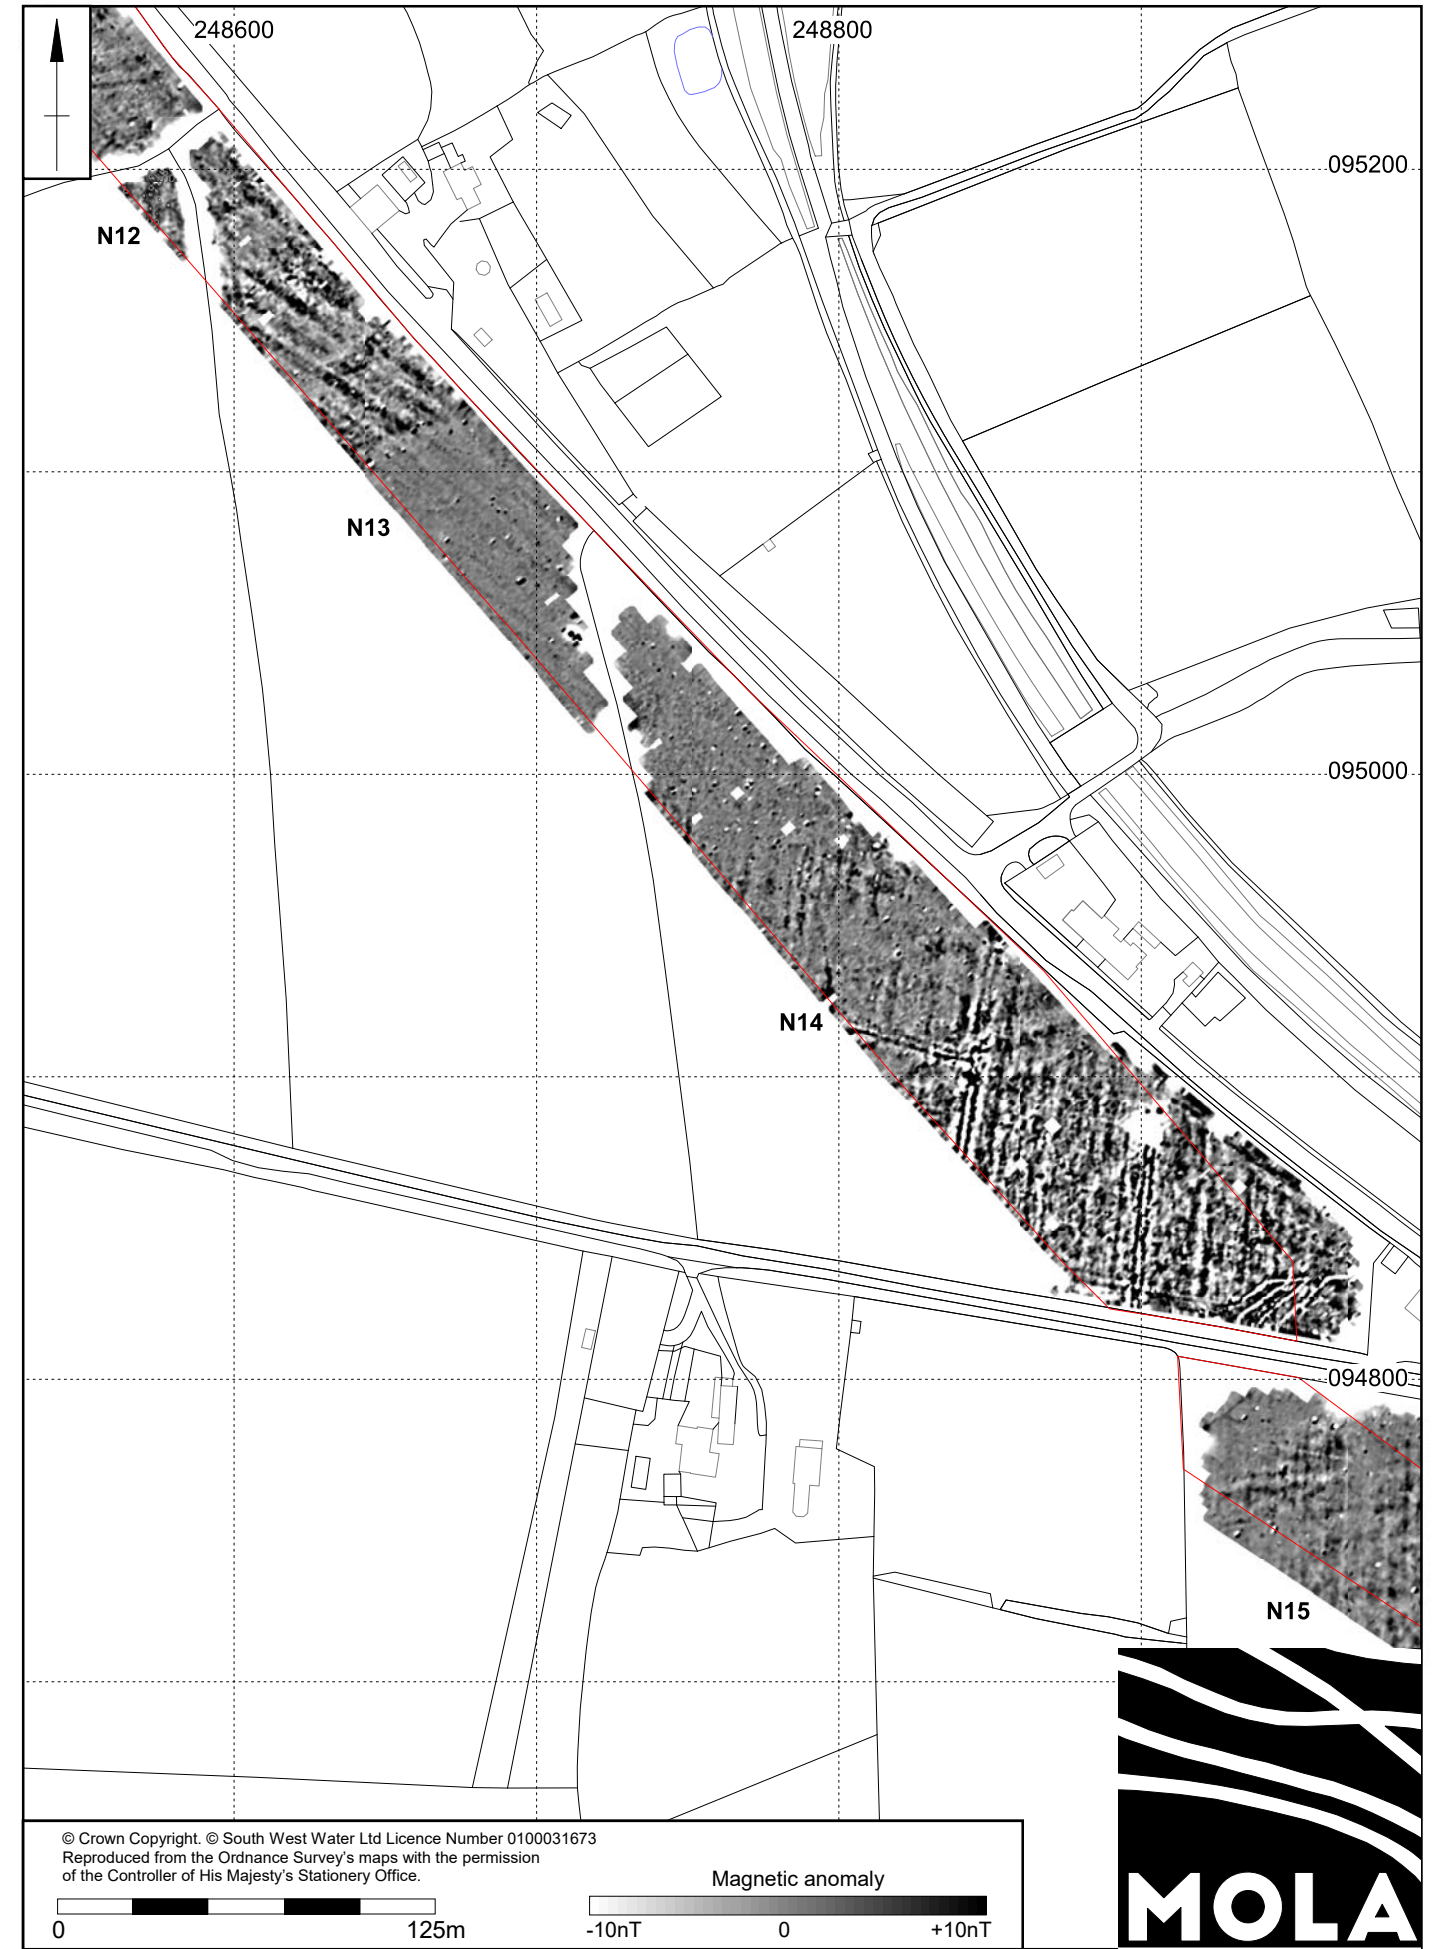 248600
248800
095200
N12
N13
095000
N14
094800
N15
© Crown Copyright. © South West Water Ltd Licence Number 0100031673
Reproduced from the Ordnance Survey's maps with the permission
of the Controller of His Majesty's Stationery Office.
0 125m
Magnetic anomaly
-10nT 0 +10nT
MOLA